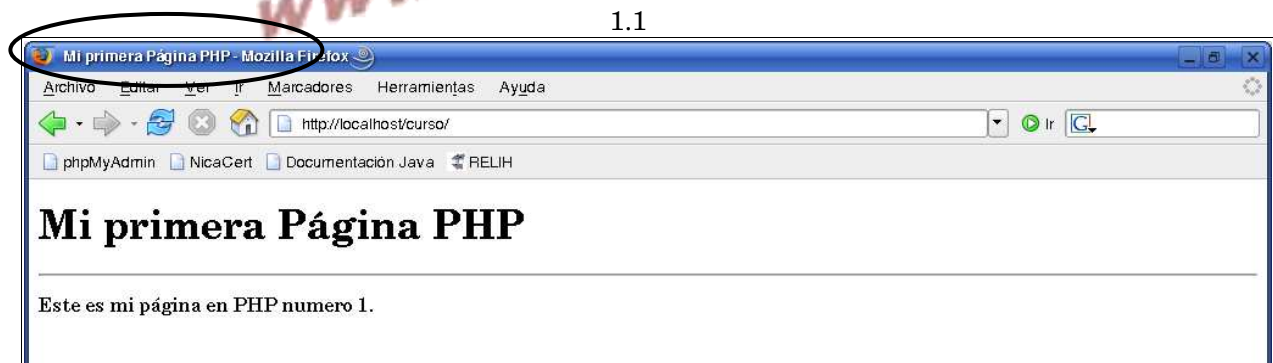 www
1.1
Mi primera Página PHP - Mozilla Firefox
Archivo Editar Ver Ir Marcadores Herramientas Ayuda
http://localhost/curso/ Ir G
phpMyAdmin NicaCert Documentación Java RELIH
Mi primera Página PHP
Este es mi página en PHP numero 1.